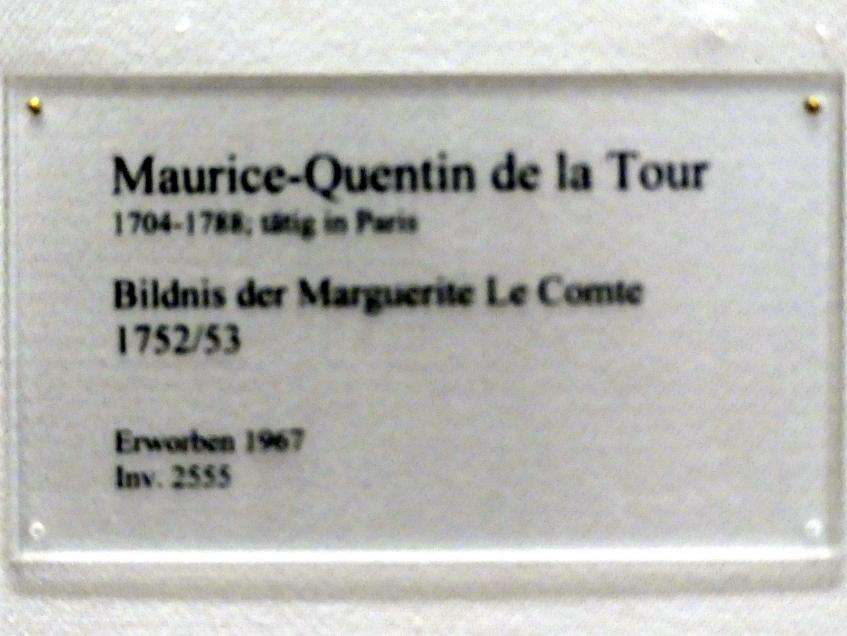 Maurice-Quentin de la Tour
1704-1788; tätig in Paris
Bildnis der Marguerite Le Comte
1752/53
Erworben 1967
Inv. 2555